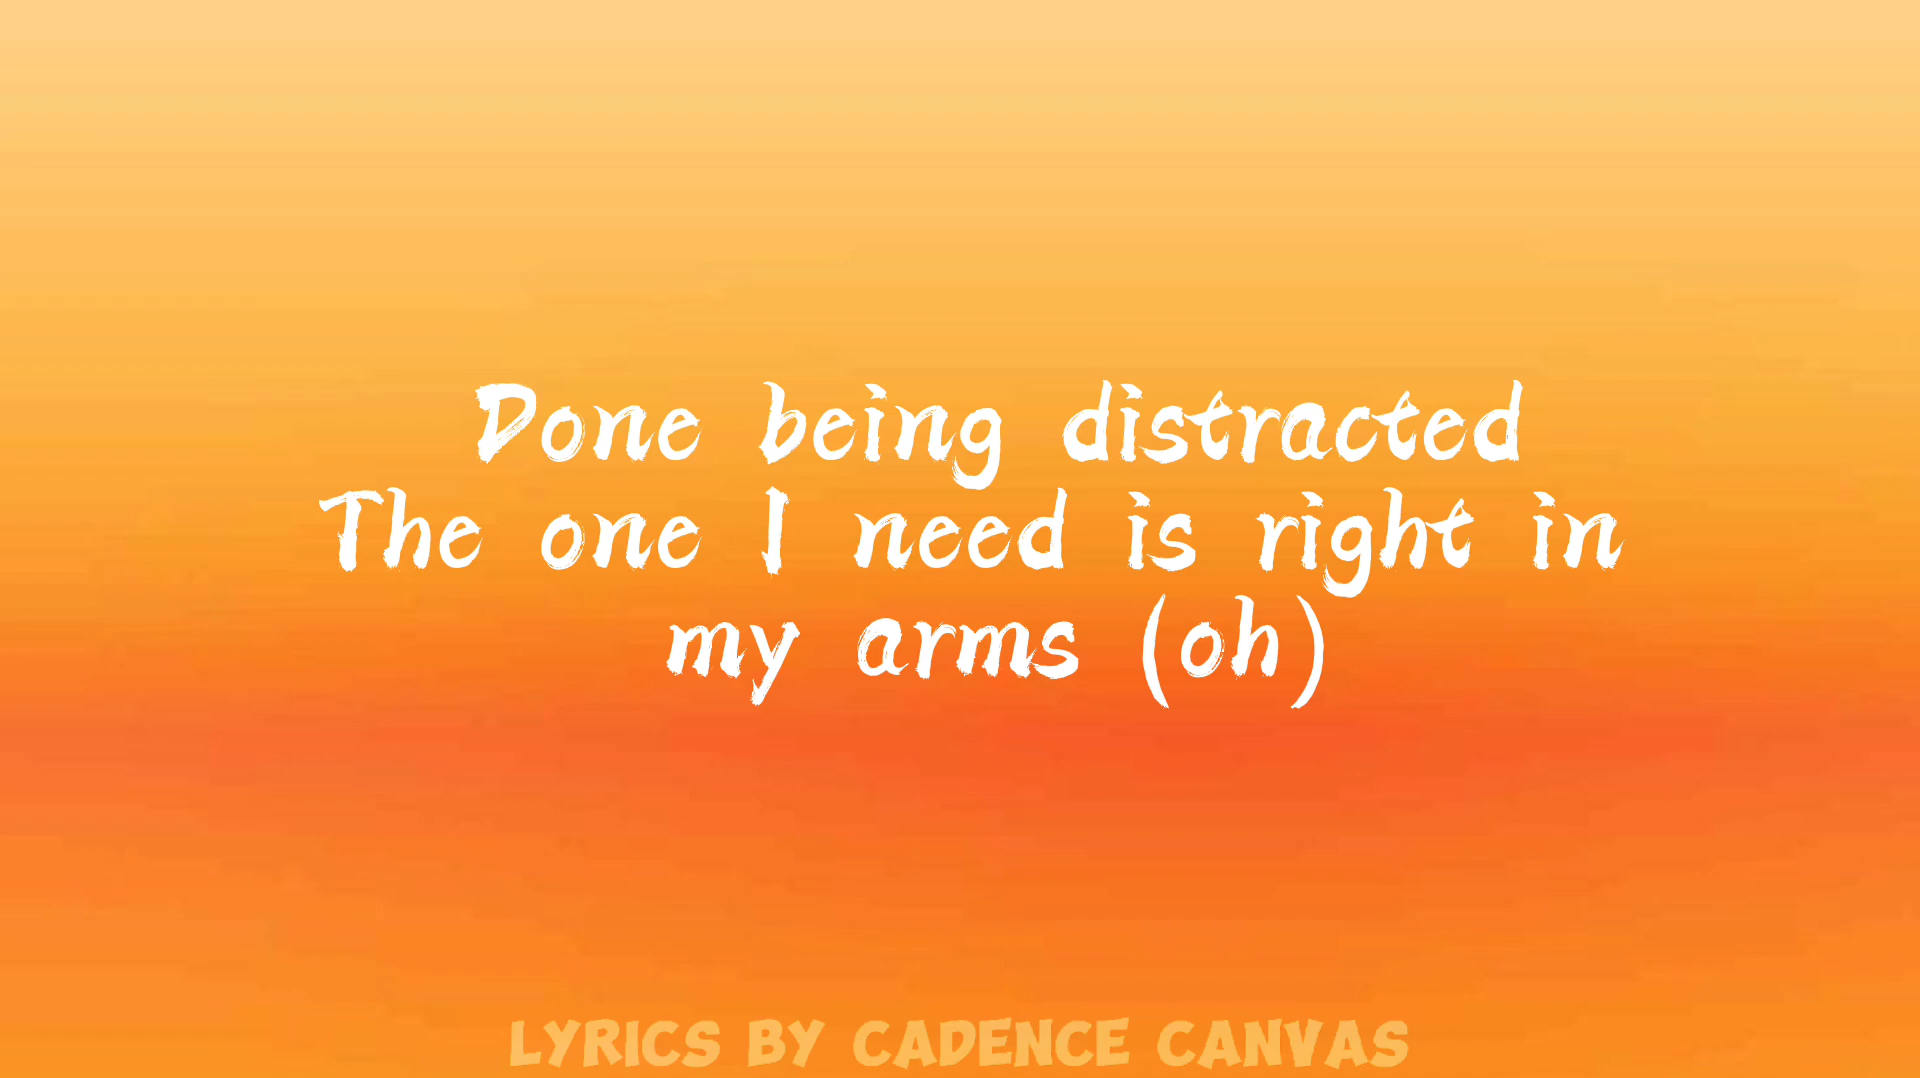 Done being distracted
The one I need is right in
my arms (oh)
LYRICS BY CADENCE CANVAS